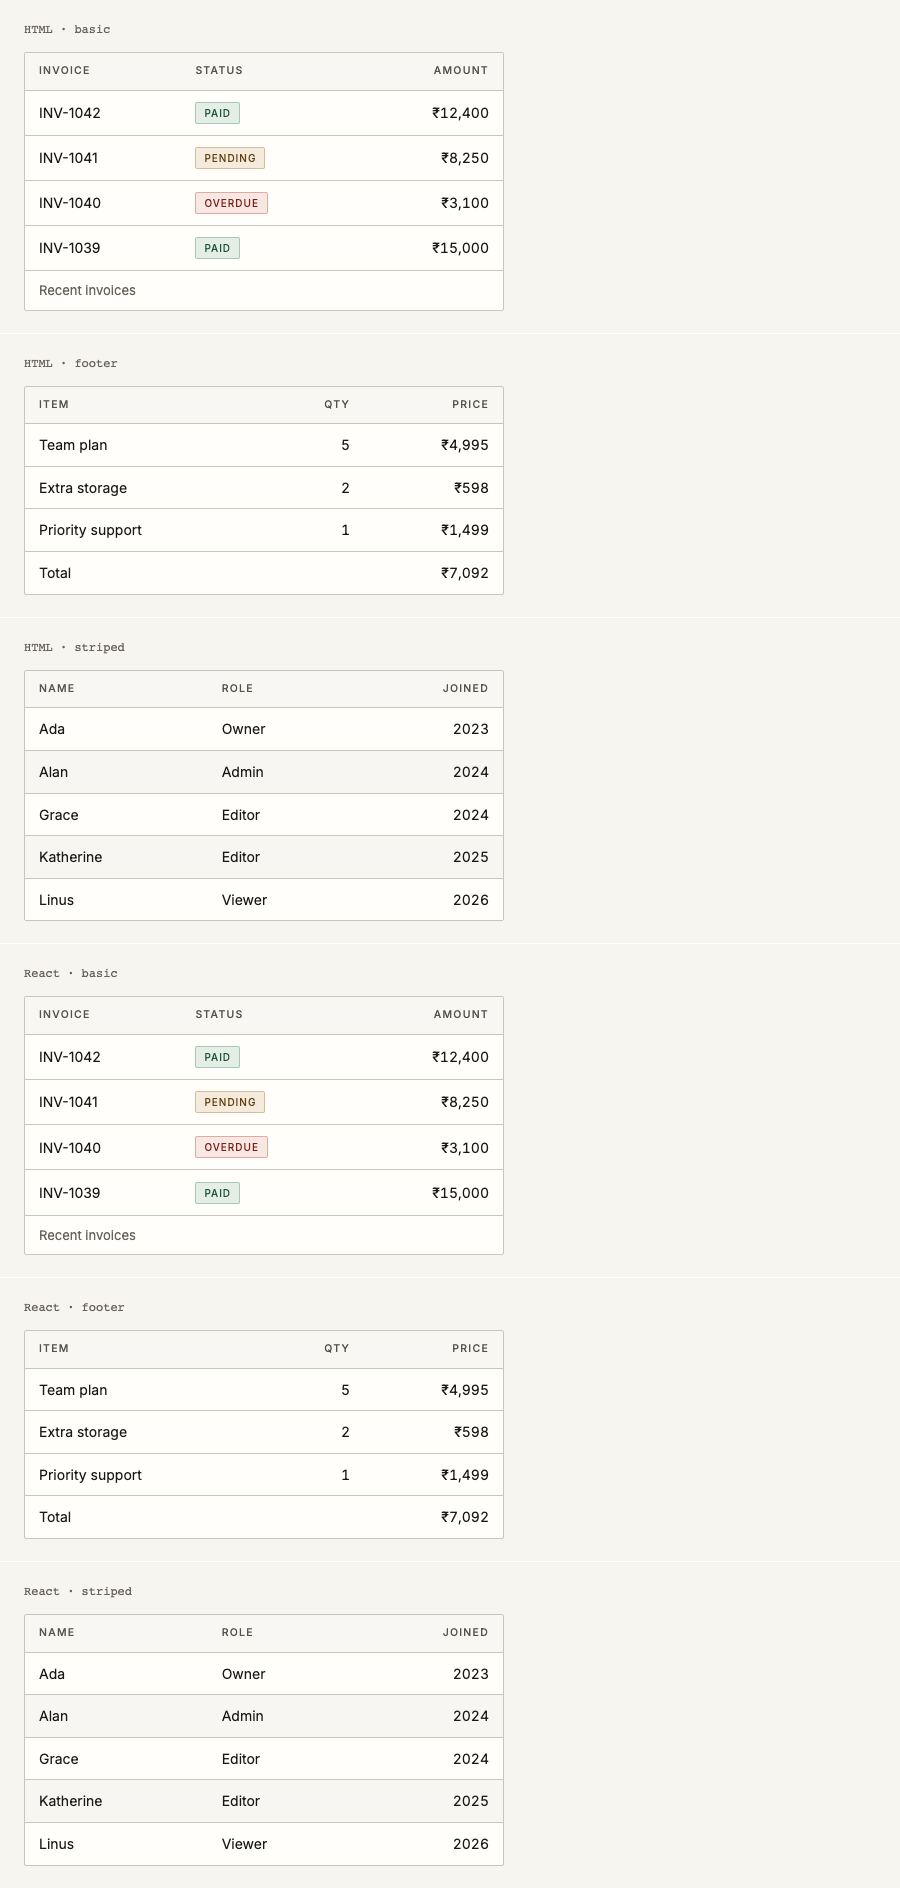 HTML · basic
INVOICE STATUS AMOUNT
INV-1042 PAID ₹12,400
INV-1041 PENDING ₹8,250
INV-1040 OVERDUE ₹3,100
INV-1039 PAID ₹15,000
Recent invoices
HTML · footer
ITEM QTY PRICE
Team plan 5 ₹4,995
Extra storage 2 ₹598
Priority support 1 ₹1,499
Total ₹7,092
HTML · striped
NAME ROLE JOINED
Ada Owner 2023
Alan Admin 2024
Grace Editor 2024
Katherine Editor 2025
Linus Viewer 2026
React · basic
INVOICE STATUS AMOUNT
INV-1042 PAID ₹12,400
INV-1041 PENDING ₹8,250
INV-1040 OVERDUE ₹3,100
INV-1039 PAID ₹15,000
Recent invoices
React · footer
ITEM QTY PRICE
Team plan 5 ₹4,995
Extra storage 2 ₹598
Priority support 1 ₹1,499
Total ₹7,092
React · striped
NAME ROLE JOINED
Ada Owner 2023
Alan Admin 2024
Grace Editor 2024
Katherine Editor 2025
Linus Viewer 2026